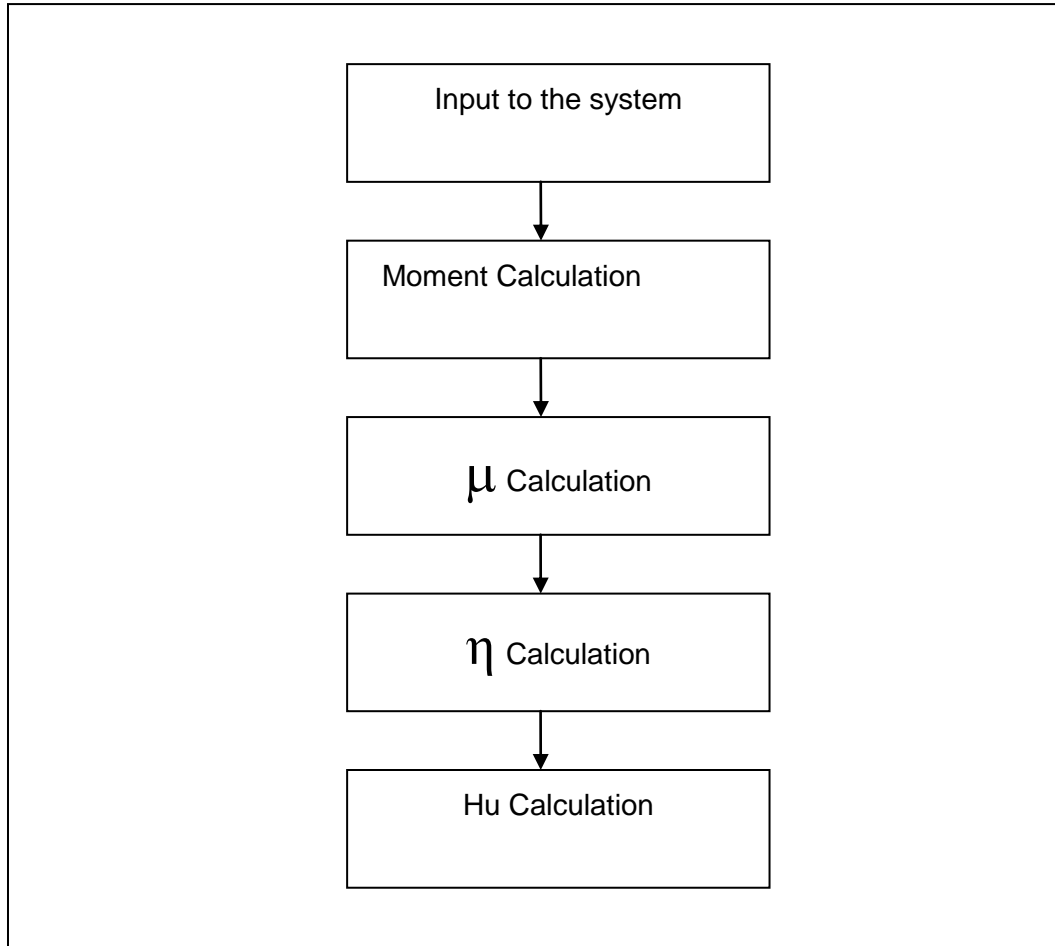 Input to the system
Moment Calculation
μ Calculation
η Calculation
Hu Calculation